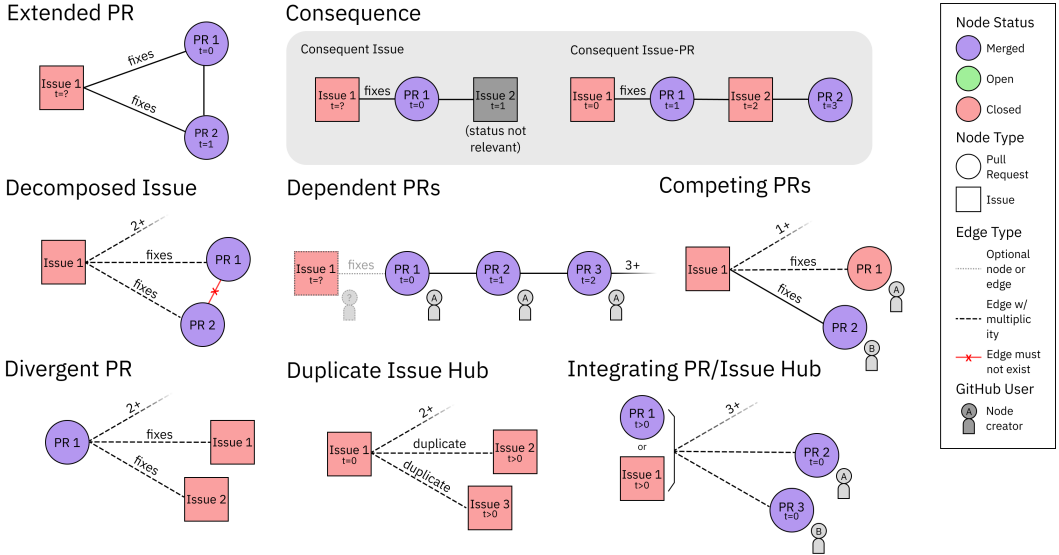 Extended PR
Issue 1
t=?
fixes
fixes
PR 1
t=0
PR 2
t=1
Consequence
Consequent Issue
Issue 1
t=?
fixes
PR 1
t=0
Issue 2
t=1
(status not
relevant)
Consequent Issue-PR
Issue 1
t=0
fixes
PR 1
t=1
Issue 2
t=2
PR 2
t=3
Decomposed Issue
Issue 1
2+
fixes
fixes
PR 1
x
PR 2
Dependent PRs
Issue 1
t=?
fixes
?
PR 1
t=0
A
PR 2
t=1
A
PR 3
t=2
A
3+
Competing PRs
Issue 1
1+
fixes
fixes
PR 1
A
PR 2
B
Divergent PR
PR 1
2+
fixes
fixes
Issue 1
Issue 2
Duplicate Issue Hub
Issue 1
t=0
2+
duplicate
duplicate
Issue 2
t>0
Issue 3
t>0
Integrating PR/Issue Hub
PR 1
t>0
or
Issue 1
t>0
3+
PR 2
t=0
A
PR 3
t=0
B
Node Status
Merged
Open
Closed
Node Type
Pull
Request
Issue
Edge Type
Optional
node or
edge
Edge w/
multiplic
ity
x
Edge must
not exist
GitHub User
A
Node
creator